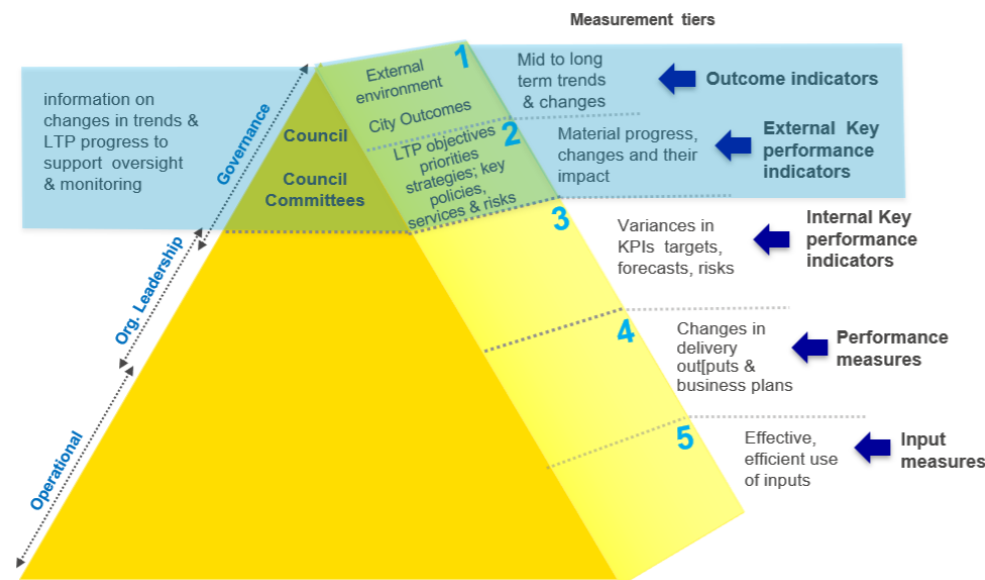 Measurement tiers
information on
changes in trends &
LTP progress to
support oversight
& monitoring
Governance
Org. Leadership
Operational
Council
Council
Committees
1
External
environment
City Outcomes
Mid to long
term trends
& changes
Outcome indicators
2
LTP objectives
priorities
strategies; key
policies,
services & risks
Material progress,
changes and their
impact
External Key
performance
indicators
3
Variances in
KPIs targets,
forecasts, risks
Internal Key
performance
indicators
4
Changes in
delivery
out[puts &
business plans
Performance
measures
5
Effective,
efficient use
of inputs
Input
measures